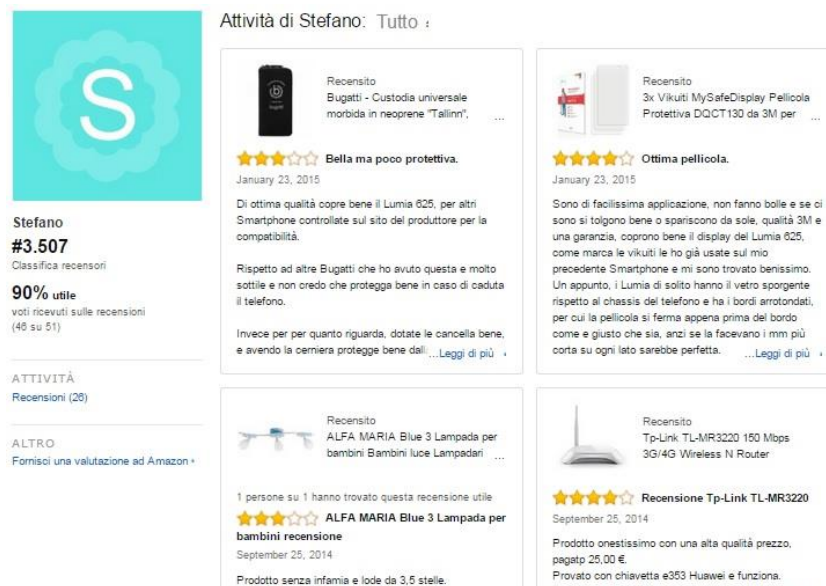 S
Stefano
#3.507
Classifica recensori
90% utile
voti ricevuti sulle recensioni
(46 su 51)
ATTIVITÀ
Recensioni (26)
ALTRO
Fornisci una valutazione ad Amazon
Attività di Stefano: Tutto
Recensito
Bugatti - Custodia universale
morbida in neoprene "Tallinn",
...
Bella ma poco protettiva.
January 23, 2015
Di ottima qualità copre bene il Lumia 625, per altri
Smartphone controllate sul sito del produttore per la
compatibilità.
Rispetto ad altre Bugatti che ho avuto questa e molto
sottile e non credo che protegga bene in caso di caduta
il telefono.
Invece per per quanto riguarda, dotate le cancella bene,
e avendo la cerniera protegge bene dall ...Leggi di più
Recensito
3x Vikuiti MySafeDisplay Pellicola
Protettiva DQCT130 da 3M per ...
Ottima pellicola.
January 23, 2015
Sono di facilissima applicazione, non fanno bolle e se ci
sono si tolgono bene o spariscono da sole, qualità 3M e
una garanzia, coprono bene il display del Lumia 625,
come marca le vikuiti le ho già usate sul mio
precedente Smartphone e mi sono trovato benissimo.
Un appunto, i Lumia di solito hanno il vetro sporgente
rispetto al chassis del telefono e ha i bordi arrotondati,
per cui la pellicola si ferma appena prima del bordo
come e giusto che sia, anzi se la facevano i mm più
corta su ogni lato sarebbe perfetta. ...Leggi di più
Recensito
ALFA MARIA Blue 3 Lampada per
bambini Bambini luce Lampadari ...
1 persone su 1 hanno trovato questa recensione utile
ALFA MARIA Blue 3 Lampada per
bambini recensione
September 25, 2014
Prodotto senza infamia e lode da 3,5 stelle.
Recensito
Tp-Link TL-MR3220 150 Mbps
3G/4G Wireless N Router
Recensione Tp-Link TL-MR3220
September 25, 2014
Prodotto onestissimo con una alta qualità prezzo,
pagatp 25,00 €.
Provato con chiavetta e353 Huawei e funziona.